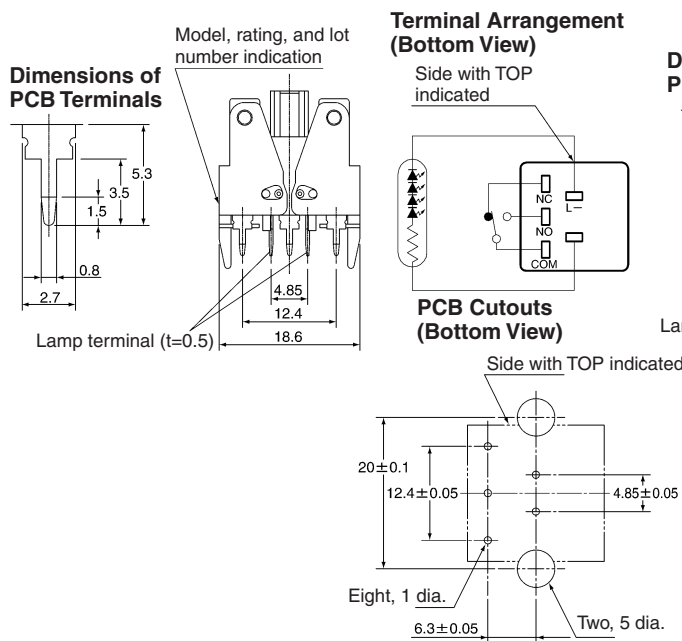 Dimensions of
PCB Terminals
5.3
3.5
1.5
0.8
2.7
Model, rating, and lot
number indication
4.85
12.4
18.6
Lamp terminal (t=0.5)
Terminal Arrangement
(Bottom View)
Side with TOP
indicated
NC
L−
NO
COM
PCB Cutouts
(Bottom View)
Side with TOP indicated
20±0.1
12.4±0.05
4.85±0.05
Eight, 1 dia.
6.3±0.05
Two, 5 dia.
D
P
La